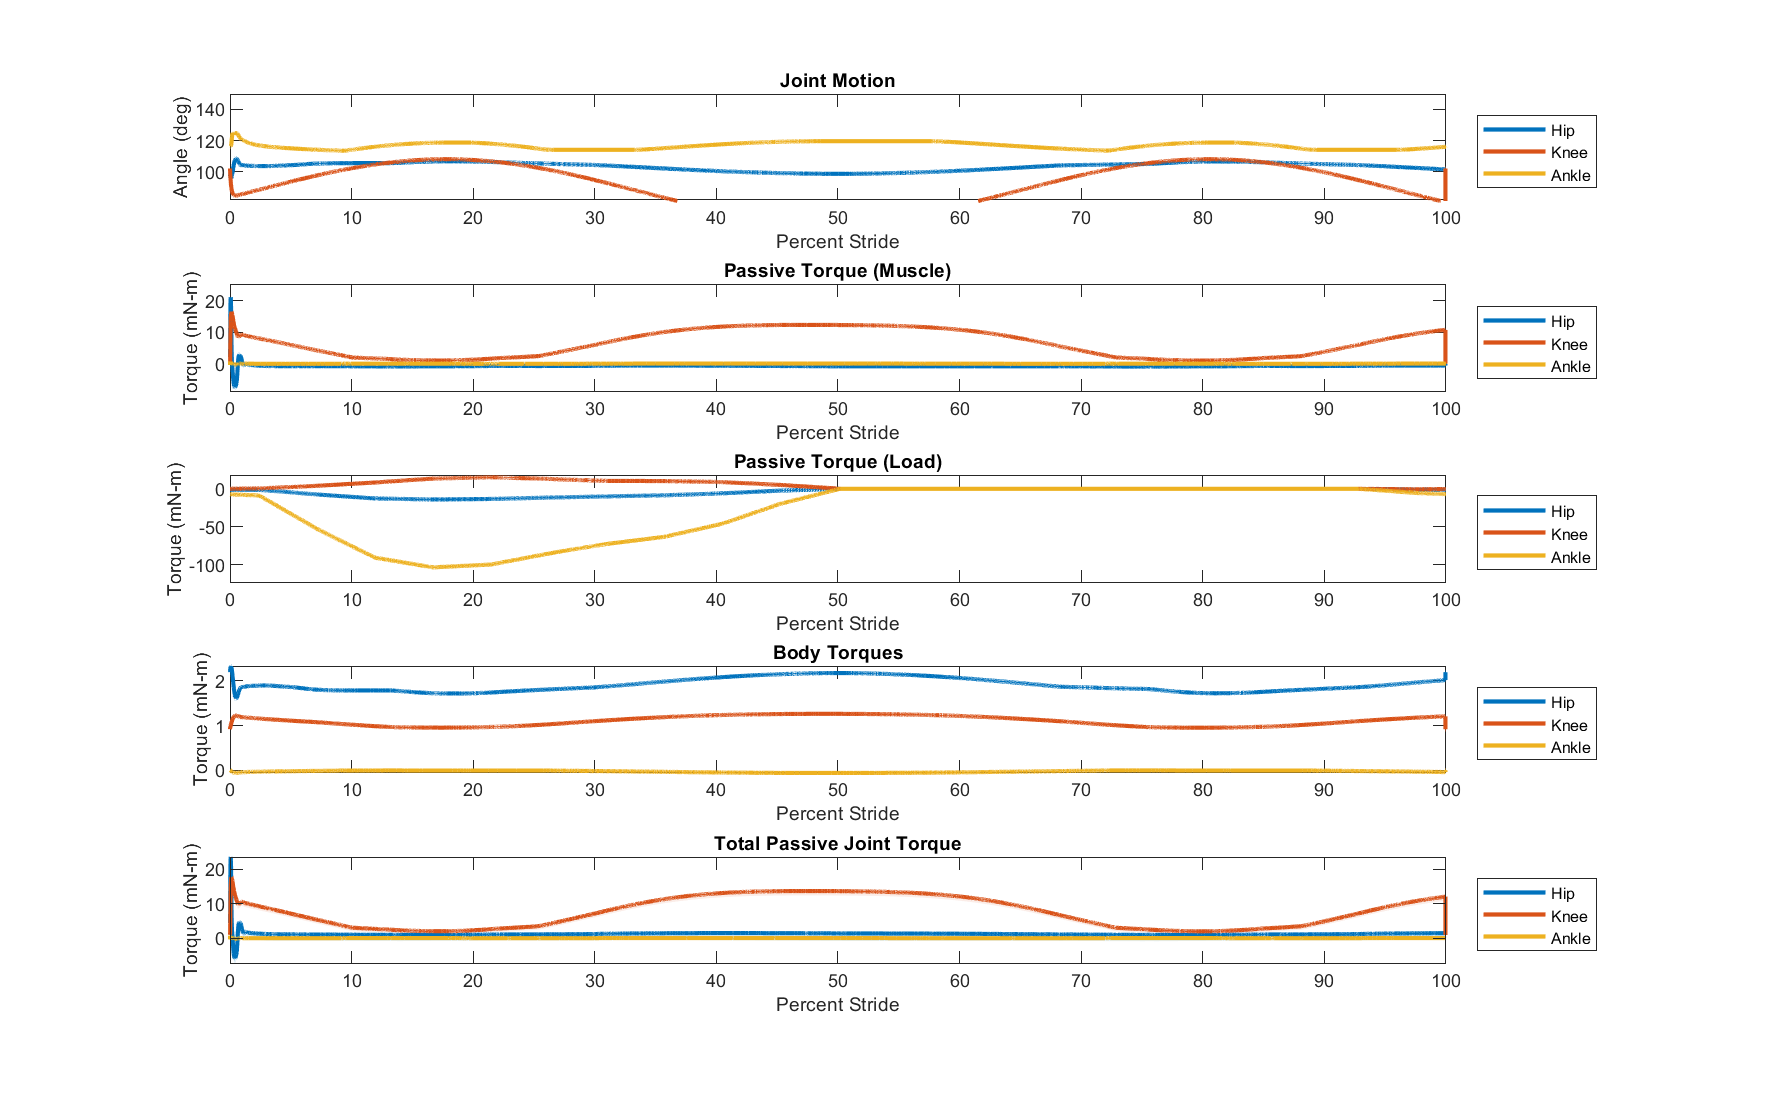 Joint Motion
Angle (deg)
140
120
100
0 10 20 30 40 50 60 70 80 90 100
Percent Stride
Hip
Knee
Ankle
Passive Torque (Muscle)
Torque (mN-m)
20
10
0
0 10 20 30 40 50 60 70 80 90 100
Percent Stride
Hip
Knee
Ankle
Passive Torque (Load)
Torque (mN-m)
0
-50
-100
0 10 20 30 40 50 60 70 80 90 100
Percent Stride
Hip
Knee
Ankle
Body Torques
Torque (mN-m)
2
1
0
0 10 20 30 40 50 60 70 80 90 100
Percent Stride
Hip
Knee
Ankle
Total Passive Joint Torque
Torque (mN-m)
20
10
0
0 10 20 30 40 50 60 70 80 90 100
Percent Stride
Hip
Knee
Ankle